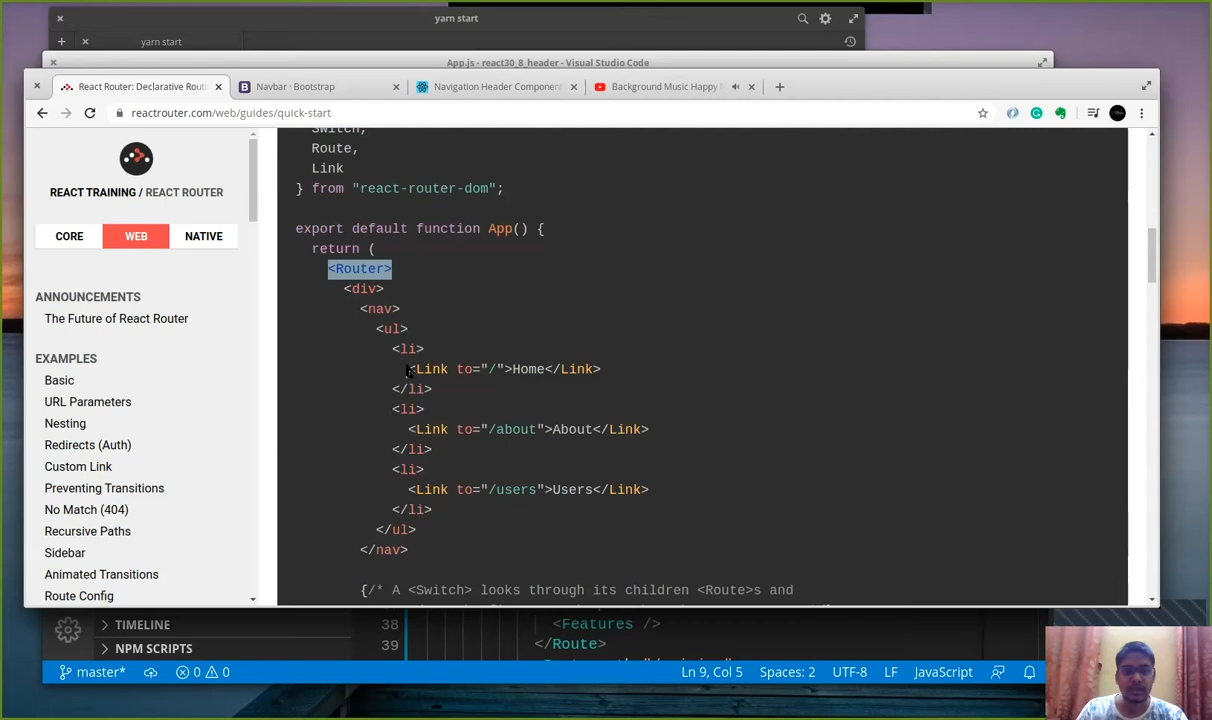 yarn start
yarn start
App.js - react30_8_header - Visual Studio Code
React Router: Declarative Routi
Navbar · Bootstrap
Navigation Header Component
Background Music Happy
reactrouter.com/web/guides/quick-start
REACT TRAINING / REACT ROUTER
CORE
WEB
NATIVE
ANNOUNCEMENTS
The Future of React Router
EXAMPLES
Basic
URL Parameters
Nesting
Redirects (Auth)
Custom Link
Preventing Transitions
No Match (404)
Recursive Paths
Sidebar
Animated Transitions
Route Config
Switch,
Route,
Link
} from "react-router-dom";
export default function App() {
return (
<Router>
<div>
<nav>
<ul>
<li>
<Link to="/">Home</Link>
</li>
<li>
<Link to="/about">About</Link>
</li>
<li>
<Link to="/users">Users</Link>
</li>
</ul>
</nav>
{/* A <Switch> looks through its children <Route>s and
TIMELINE
NPM SCRIPTS
38 <Features />
39 </Route>
master*
0 0
Ln 9, Col 5
Spaces: 2
UTF-8
LF
JavaScript